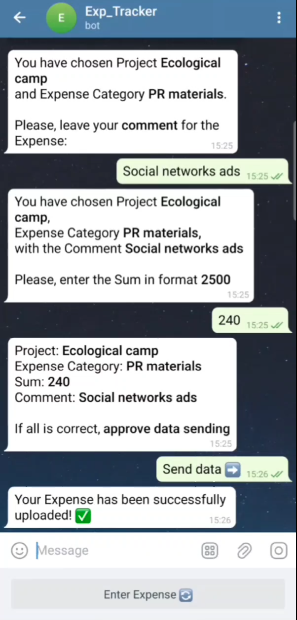 Exp_Tracker
E
bot
You have chosen Project Ecological
camp
and Expense Category PR materials.
Please, leave your comment for the
Expense:
15:25
Social networks ads 15:25
You have chosen Project Ecological
camp,
Expense Category PR materials,
with the Comment Social networks ads
Please, enter the Sum in format 2500
15:25
240 15:25
Project: Ecological camp
Expense Category: PR materials
Sum: 240
Comment: Social networks ads
If all is correct, approve data sending
15:25
Send data ➡️ 15:26
Your Expense has been successfully
uploaded! ✅ 15:26
Message
Enter Expense 🔄